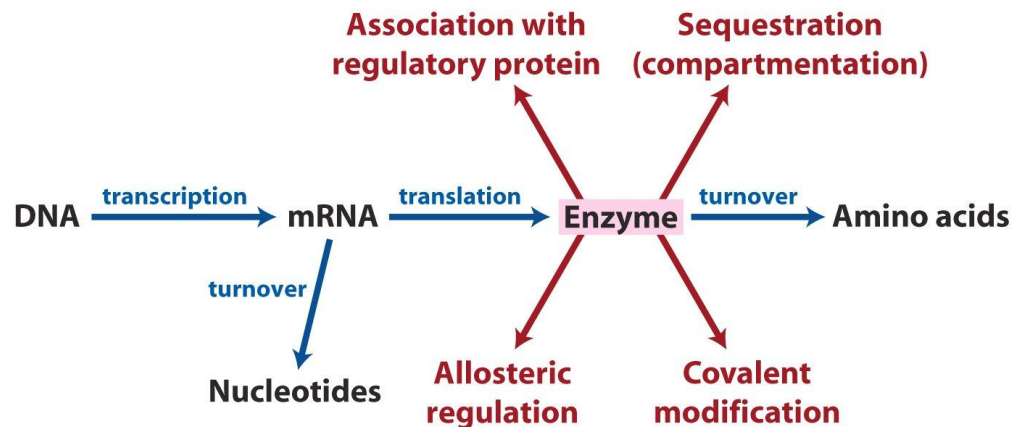 Association with
regulatory protein
Sequestration
(compartmentation)
DNA
transcription
mRNA
translation
Enzyme
turnover
Amino acids
turnover
Nucleotides
Allosteric
regulation
Covalent
modification